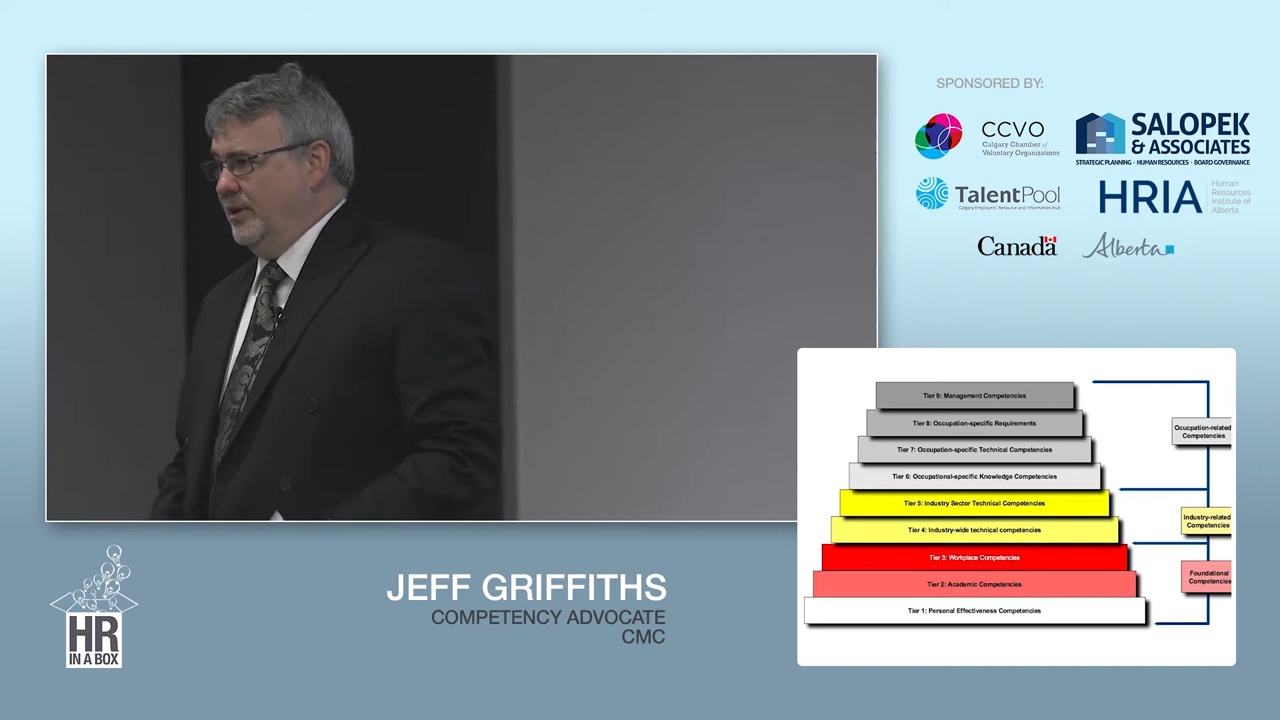 SPONSORED BY:
CCVO
Calgary Chamber of
Voluntary Organizations
SALOPEK
& ASSOCIATES
STRATEGIC PLANNING · HUMAN RESOURCES · BOARD GOVERNANCE
TalentPool
Calgary Employers' Resource and Information Hub
HRIA
Human
Resources
Institute of
Alberta
Canada
Alberta
Tier 9: Management Competencies
Tier 8: Occupation-specific Requirements
Tier 7: Occupation-specific Technical Competencies
Tier 6: Occupational-specific Knowledge Competencies
Tier 5: Industry Sector Technical Competencies
Tier 4: Industry-wide technical competencies
Tier 3: Workplace Competencies
Tier 2: Academic Competencies
Tier 1: Personal Effectiveness Competencies
Ocucpation-related
Competencies
Industry-related
Competencies
Foundational
Competencies
JEFF GRIFFITHS
COMPETENCY ADVOCATE
CMC
HR
IN A BOX